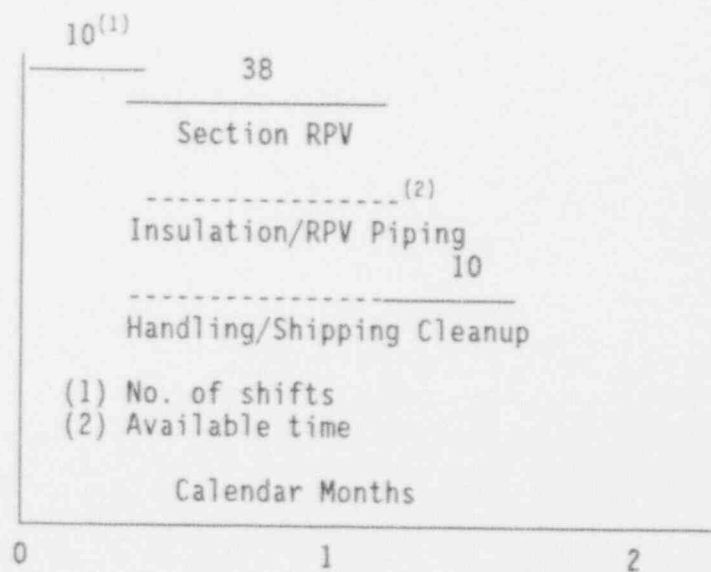 10(1)
38
Section RPV
(2)
Insulation/RPV Piping
10
Handling/Shipping Cleanup
(1) No. of shifts
(2) Available time
Calendar Months
0 1 2